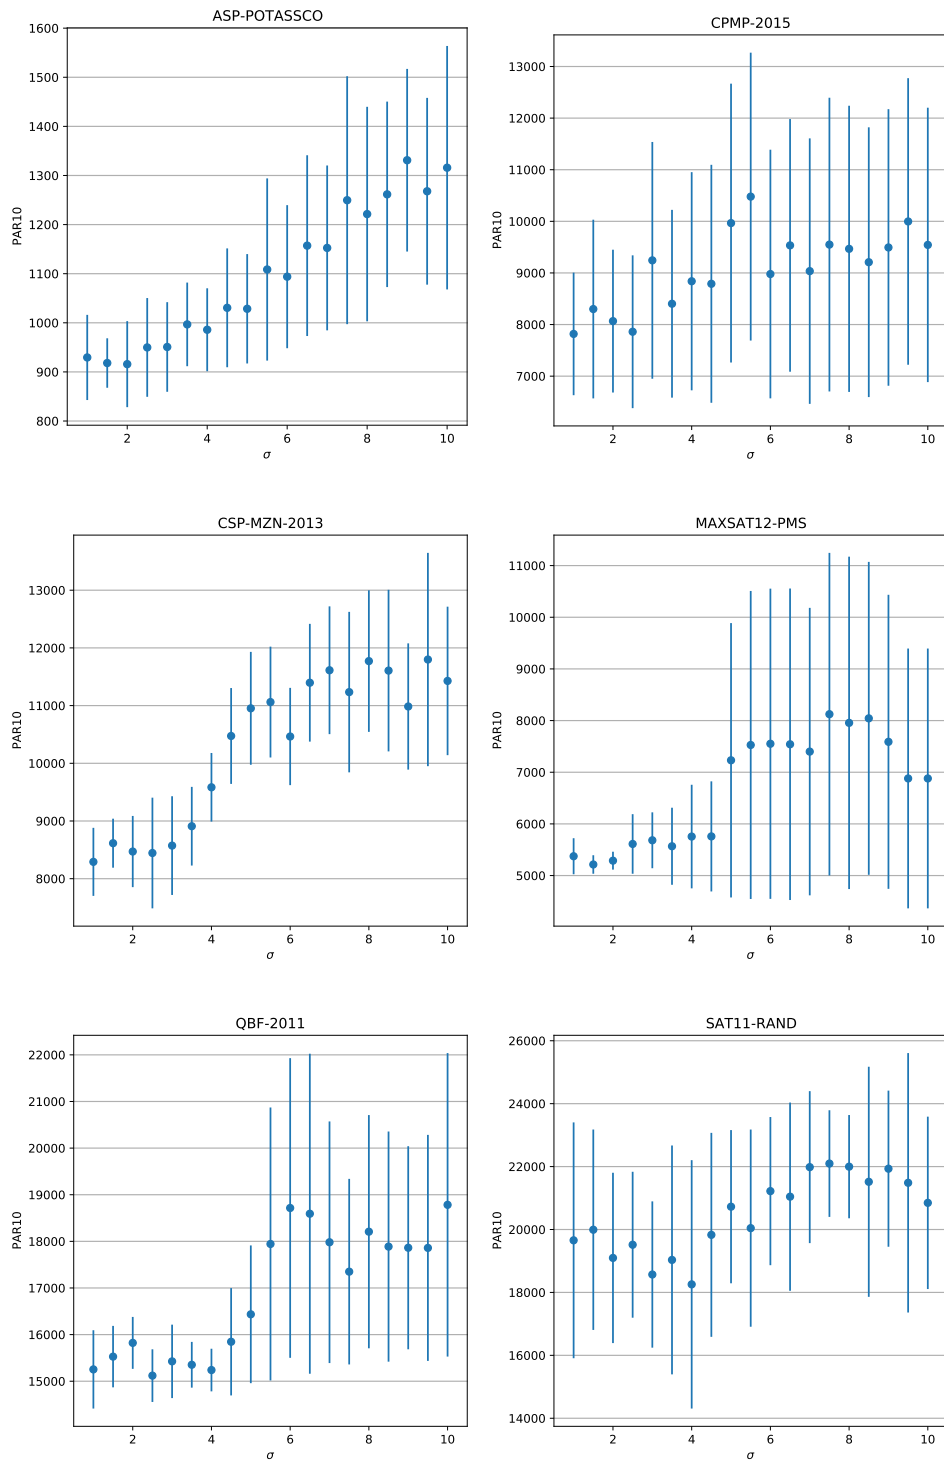 ASP-POTASSCO
1600
1500
1400
1300
1200
1100
1000
900
800
PAR10
2 4 6 8 10
σ
CPMP-2015
13000
12000
11000
10000
9000
8000
7000
PAR10
2 4 6 8 10
σ
CSP-MZN-2013
13000
12000
11000
10000
9000
8000
PAR10
2 4 6 8 10
σ
MAXSAT12-PMS
11000
10000
9000
8000
7000
6000
5000
PAR10
2 4 6 8 10
σ
QBF-2011
22000
21000
20000
19000
18000
17000
16000
15000
PAR10
2 4 6 8 10
σ
SAT11-RAND
26000
24000
22000
20000
18000
16000
14000
PAR10
2 4 6 8 10
σ